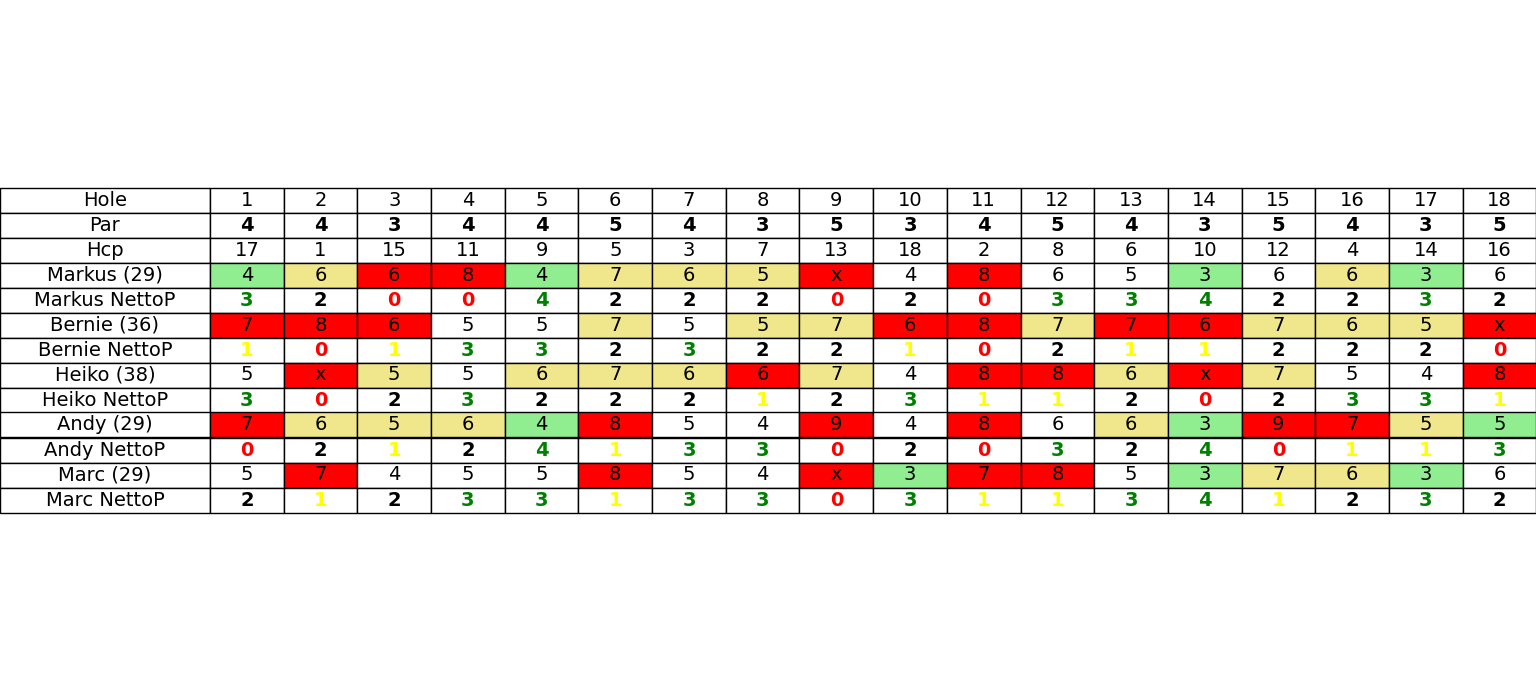 Hole 1 2 3 4 5 6 7 8 9 10 11 12 13 14 15 16 17 18
Par 4 4 3 4 4 5 4 3 5 3 4 5 4 3 5 4 3 5
Hcp 17 1 15 11 9 5 3 7 13 18 2 8 6 10 12 4 14 16
Markus (29) 4 6 6 8 4 7 6 5 x 4 8 6 5 3 6 6 3 6
Markus NettoP 3 2 0 0 4 2 2 2 0 2 0 3 3 4 2 2 3 2
Bernie (36) 7 8 6 5 5 7 5 5 7 6 8 7 7 6 7 6 5 x
Bernie NettoP 1 0 1 3 3 2 3 2 2 1 0 2 1 1 2 2 2 0
Heiko (38) 5 x 5 5 6 7 6 6 7 4 8 8 6 x 7 5 4 8
Heiko NettoP 3 0 2 3 2 2 2 1 2 3 1 1 2 0 2 3 3 1
Andy (29) 7 6 5 6 4 8 5 4 9 4 8 6 6 3 9 7 5 5
Andy NettoP 0 2 1 2 4 1 3 3 0 2 0 3 2 4 0 1 1 3
Marc (29) 5 7 4 5 5 8 5 4 x 3 7 8 5 3 7 6 3 6
Marc NettoP 2 1 2 3 3 1 3 3 0 3 1 1 3 4 1 2 3 2